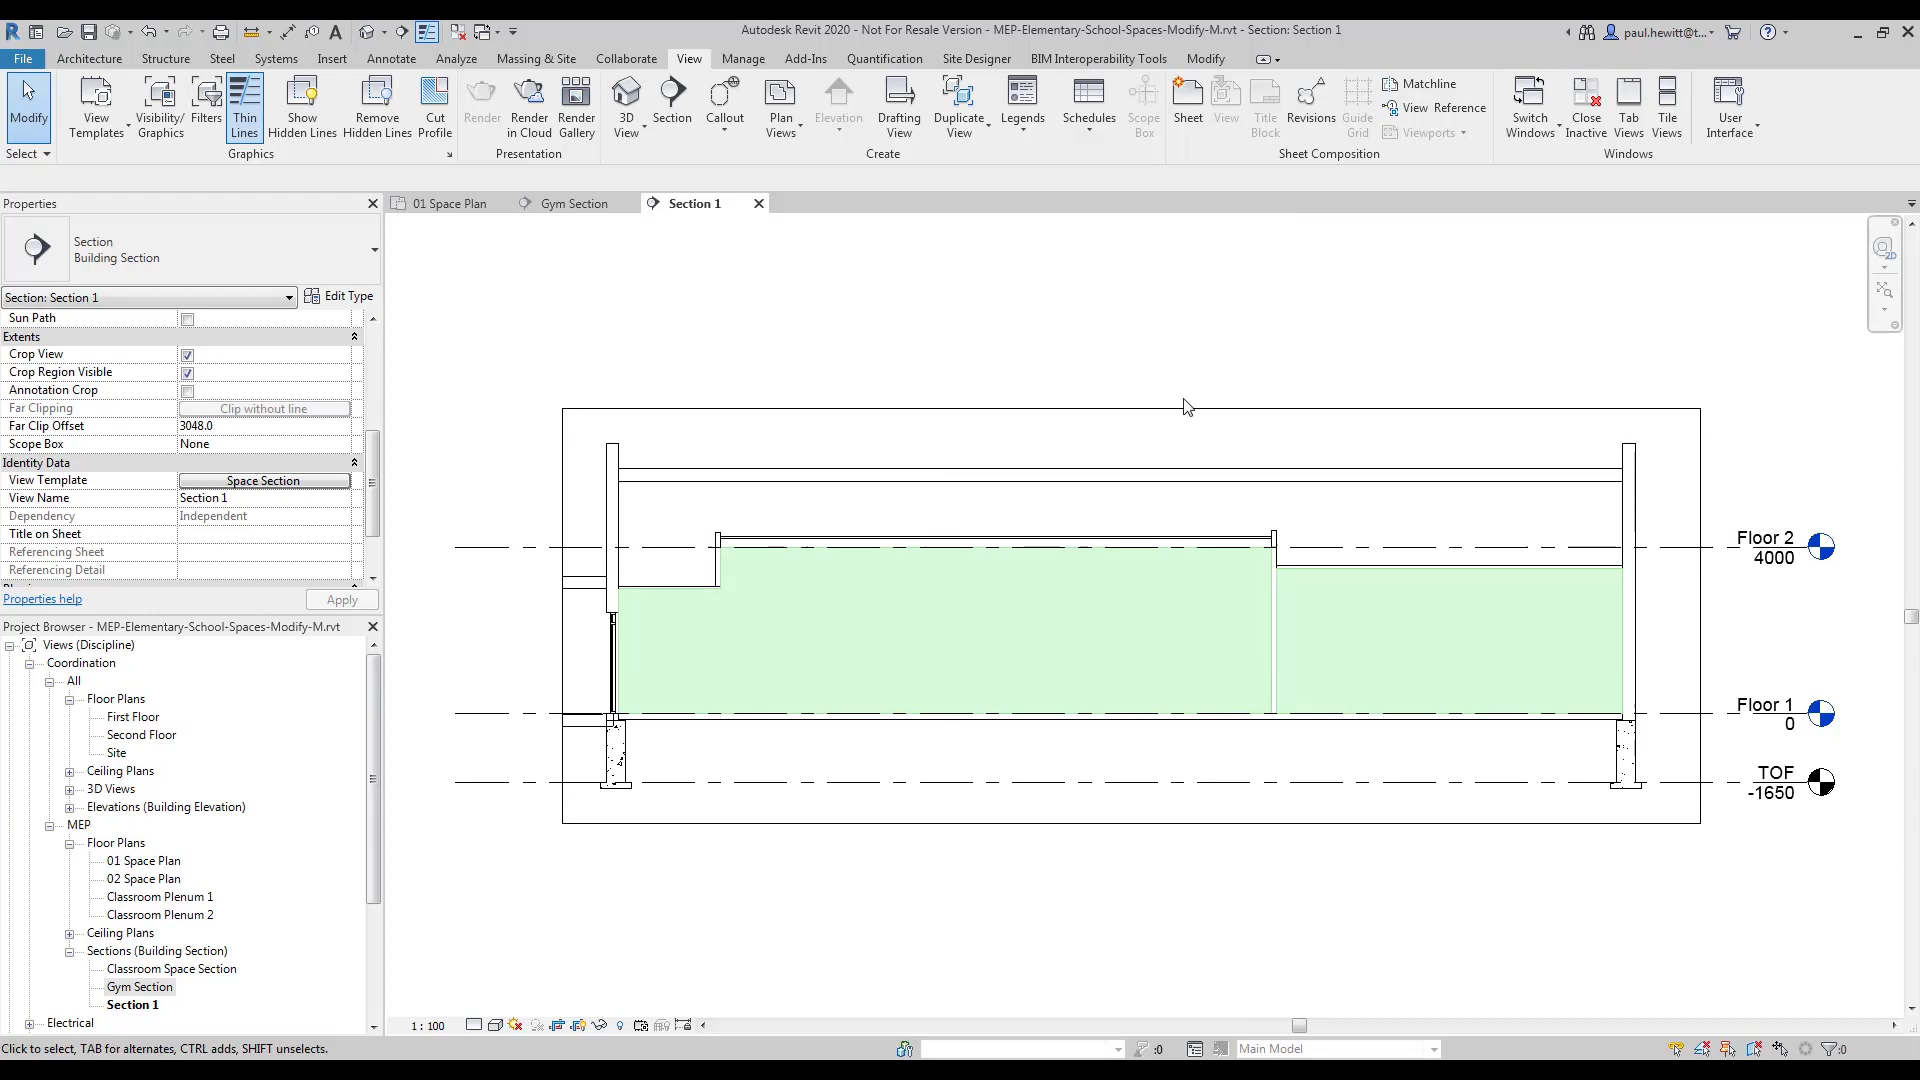 Autodesk Revit 2020 - Not For Resale Version - MEP-Elementary-School-Spaces-Modify-M.rvt - Section: Section 1
paul.hewitt@t...
File Architecture Structure Steel Systems Insert Annotate Analyze Massing & Site Collaborate View Manage Add-Ins Quantification Site Designer BIM Interoperability Tools Modify
Modify
View Templates
Visibility/ Graphics
Filters
Thin Lines
Show Hidden Lines
Remove Hidden Lines
Cut Profile
Render
Render in Cloud
Render Gallery
3D View
Section
Callout
Plan Views
Elevation
Drafting View
Duplicate View
Legends
Schedules
Scope Box
Sheet
View
Title Block
Revisions
Guide Grid
Matchline
View Reference
Viewports
Switch Windows
Close Inactive
Tab Views
Tile Views
User Interface
Select Graphics Presentation Create Sheet Composition Windows
Properties
01 Space Plan Gym Section Section 1
Section
Building Section
Section: Section 1 Edit Type
Sun Path
Extents
Crop View
Crop Region Visible
Annotation Crop
Far Clipping Clip without line
Far Clip Offset 3048.0
Scope Box None
Identity Data
View Template Space Section
View Name Section 1
Dependency Independent
Title on Sheet
Referencing Sheet
Referencing Detail
Properties help Apply
Project Browser - MEP-Elementary-School-Spaces-Modify-M.rvt
Views (Discipline)
Coordination
All
Floor Plans
First Floor
Second Floor
Site
Ceiling Plans
3D Views
Elevations (Building Elevation)
MEP
Floor Plans
01 Space Plan
02 Space Plan
Classroom Plenum 1
Classroom Plenum 2
Ceiling Plans
Sections (Building Section)
Classroom Space Section
Gym Section
Section 1
Electrical
Floor 2
4000
Floor 1
0
TOF
-1650
2D
1 : 100
Click to select, TAB for alternates, CTRL adds, SHIFT unselects.
:0
Main Model
:0